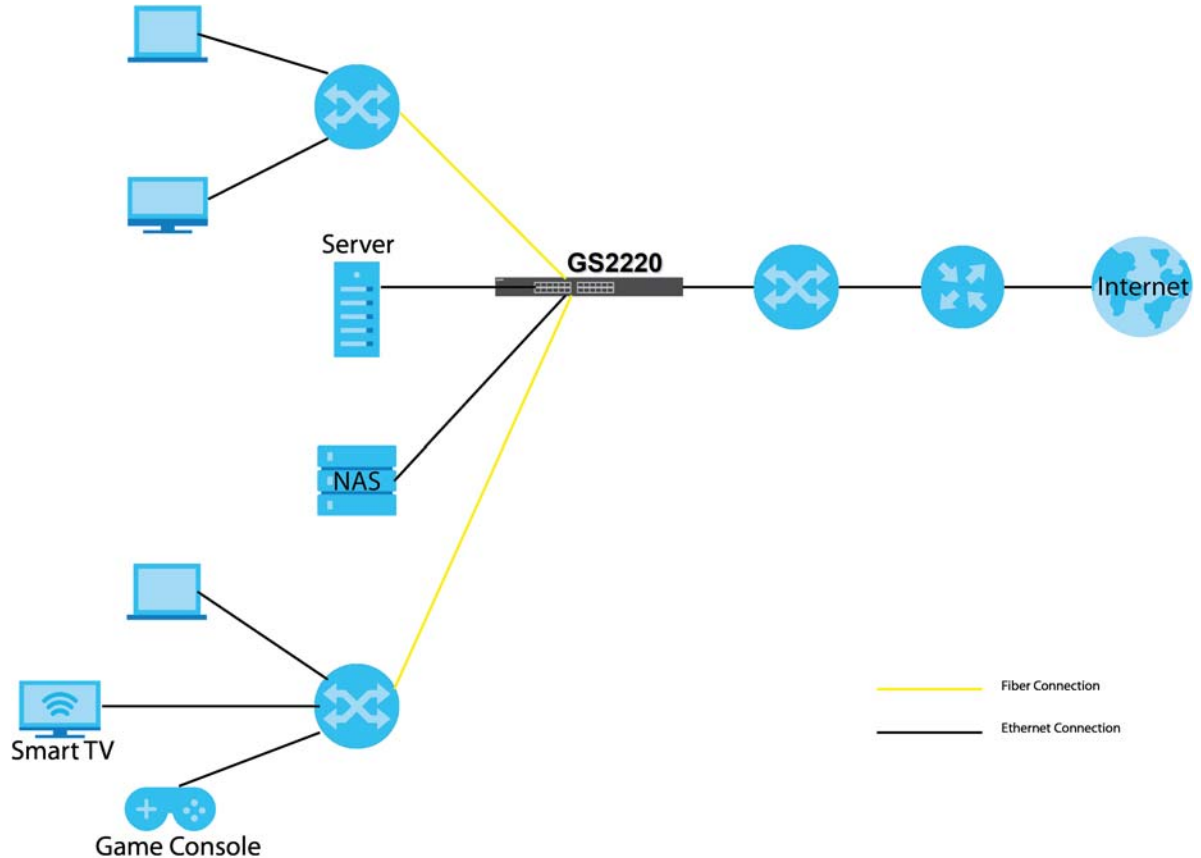 Server
GS2220
Internet
NAS
Smart TV
Game Console
Fiber Connection
Ethernet Connection